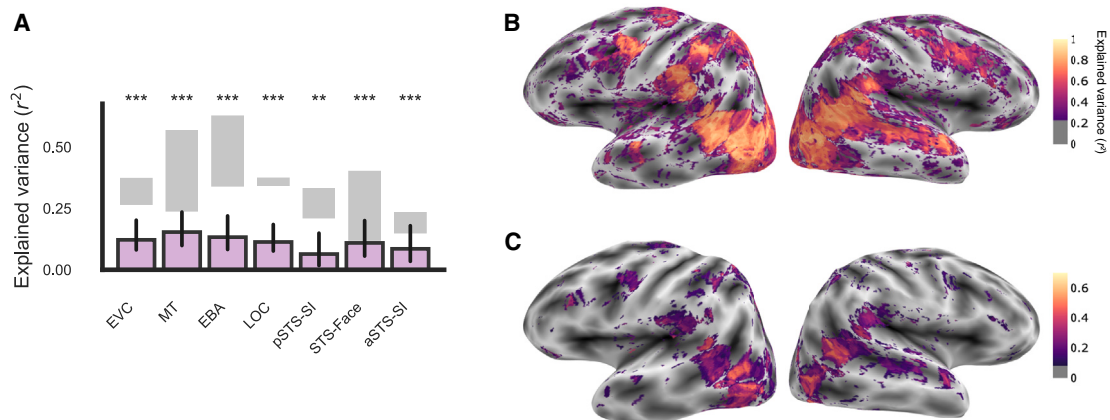 A
Explained variance (r²)
0.50
0.25
0.00
*** *** *** *** ** *** ***
EVC MT EBA LOC pSTS-SI STS-Face aSTS-SI
B
1
0.8
0.6
0.4
0.2
0
Explained variance (r²)
C
0.6
0.4
0.2
0